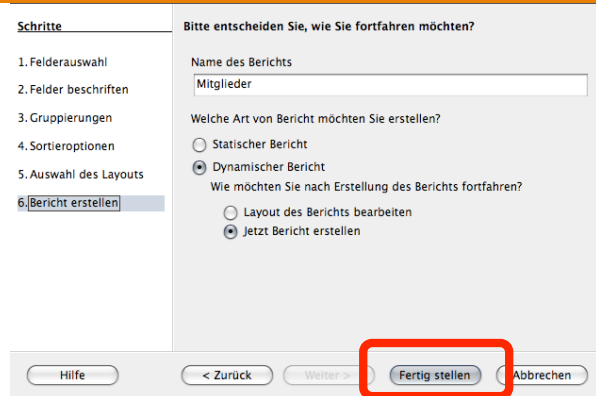 Schritte
1. Felderauswahl
2. Felder beschriften
3. Gruppierungen
4. Sortieroptionen
5. Auswahl des Layouts
6. Bericht erstellen
Bitte entscheiden Sie, wie Sie fortfahren möchten?
Name des Berichts
Mitglieder
Welche Art von Bericht möchten Sie erstellen?
Statischer Bericht
Dynamischer Bericht
Wie möchten Sie nach Erstellung des Berichts fortfahren?
Layout des Berichts bearbeiten
Jetzt Bericht erstellen
Hilfe < Zurück Weiter > Fertig stellen Abbrechen